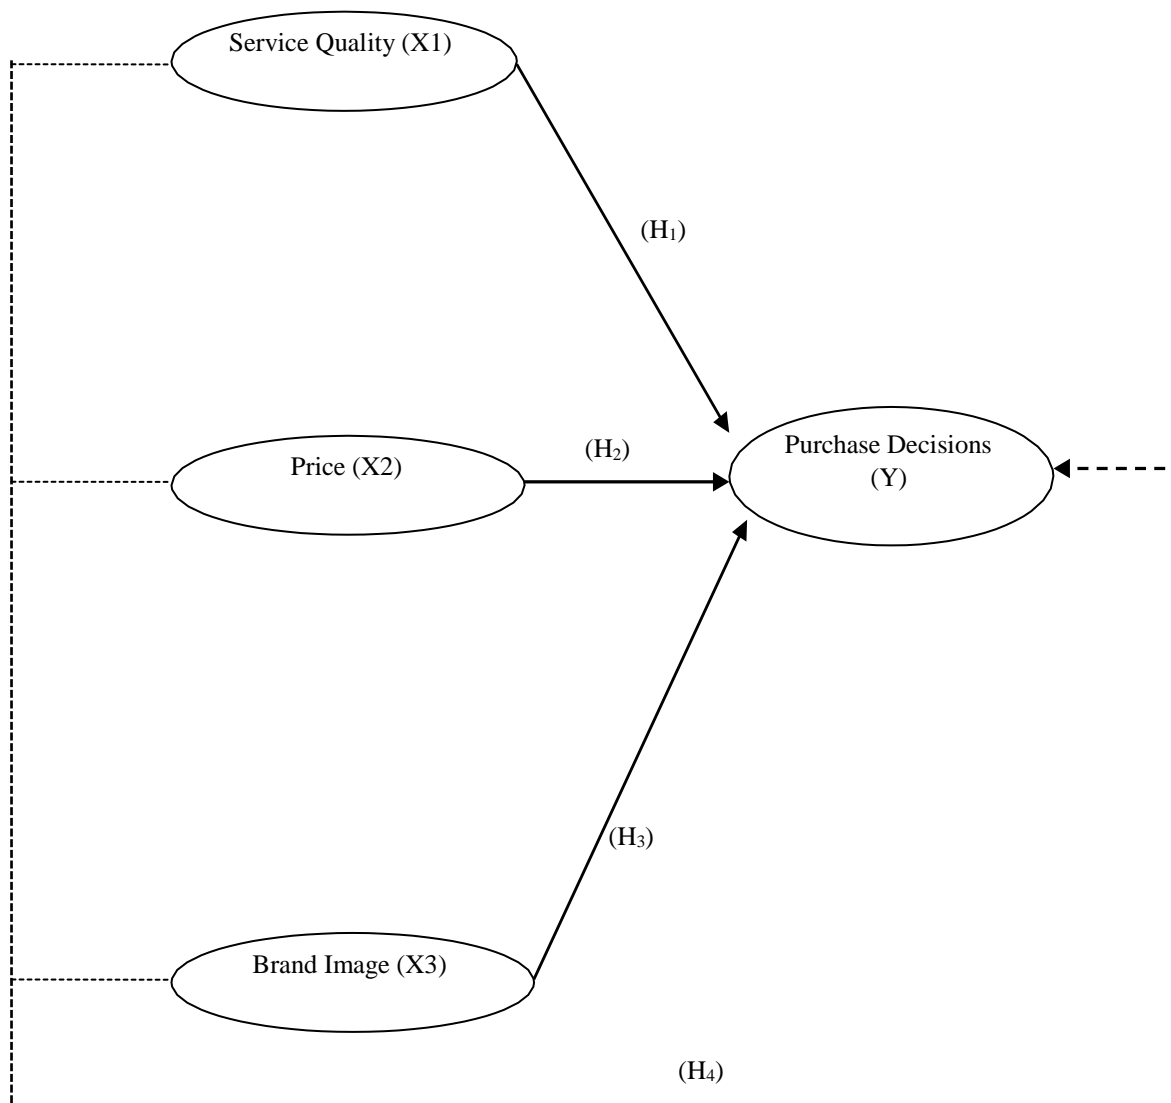 Service Quality (X1)
(H₁)
Price (X2)
(H₂)
Purchase Decisions
(Y)
(H₃)
Brand Image (X3)
(H₄)